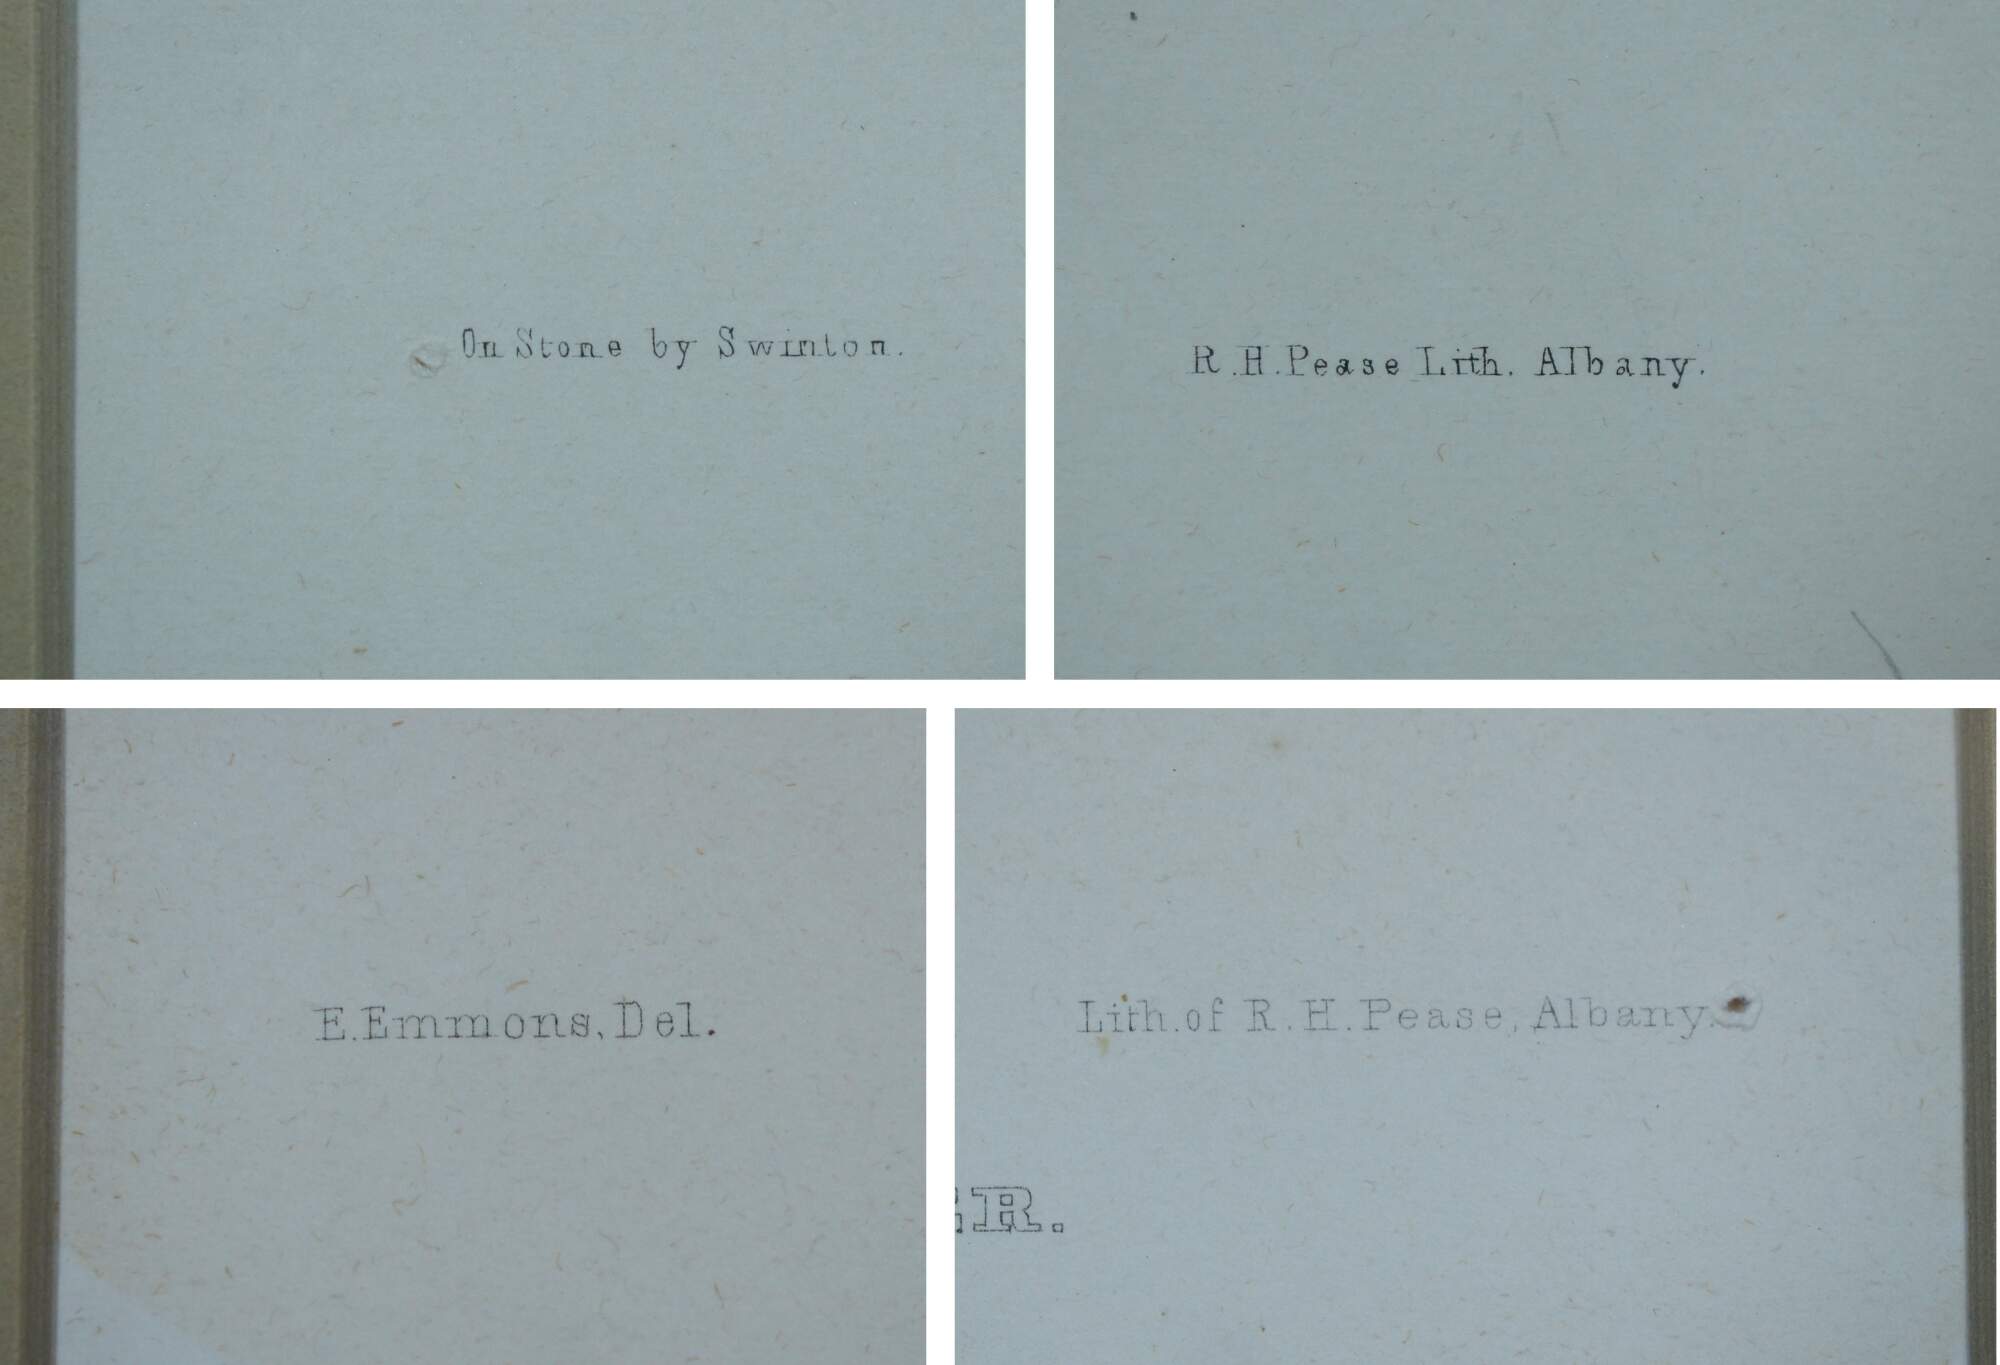 On Stone by Swinton.
R.H.Pease Lith. Albany.
E.Emmons, Del.
Lith. of R.H.Pease, Albany.
R.